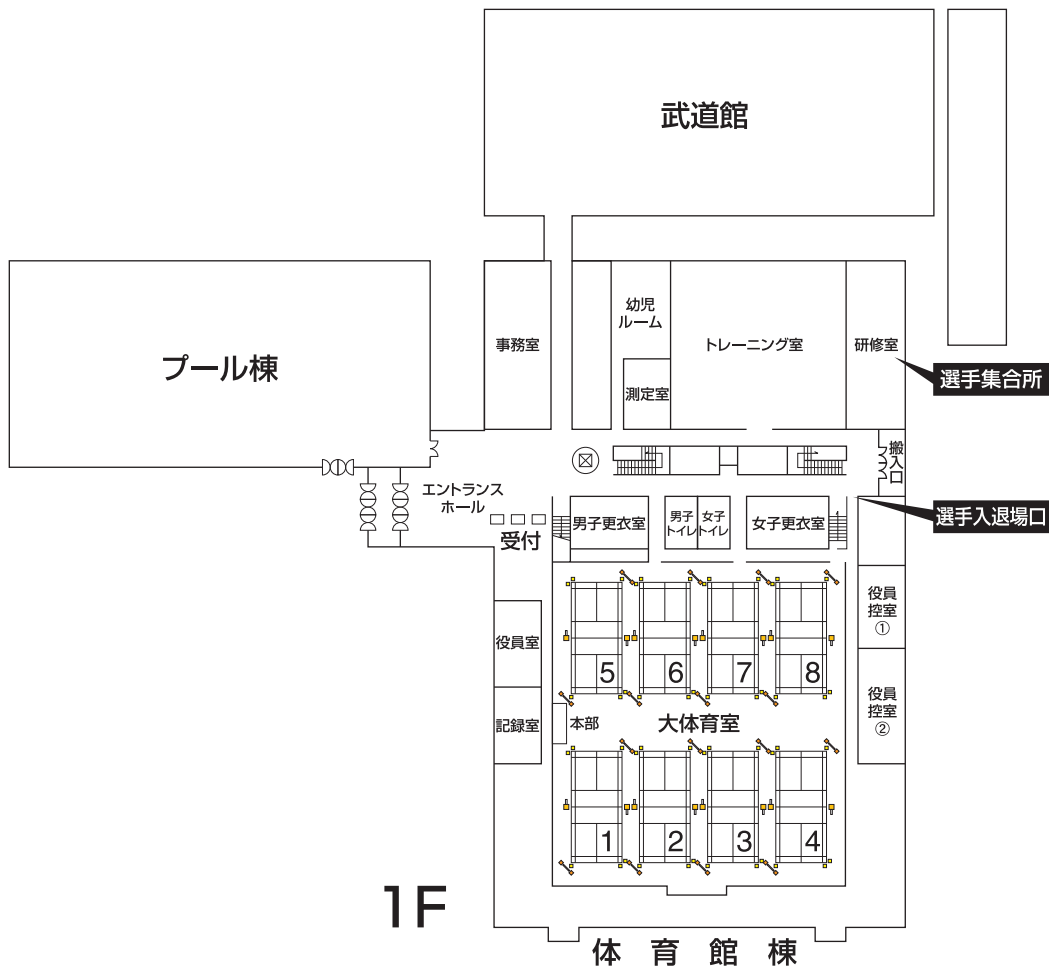 武道館
プール棟
事務室
幼児
ルーム
測定室
トレーニング室
研修室
選手集合所
搬入口
エントランス
ホール
受付
男子更衣室
男子
トイレ
女子
トイレ
女子更衣室
選手入退場口
役員室
記録室
5
6
7
8
役員
控室
①
本部
大体育室
役員
控室
②
1
2
3
4
1F
体育館棟